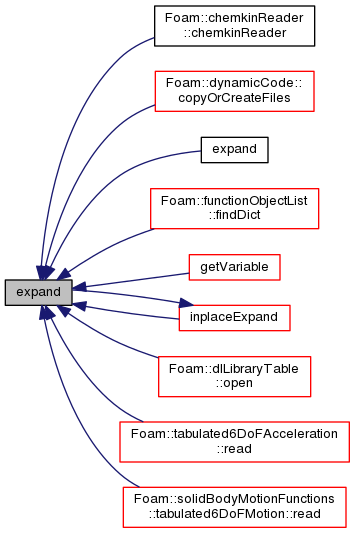 Foam::chemkinReader
::chemkinReader
Foam::dynamicCode::
copyOrCreateFiles
expand
Foam::functionObjectList
::findDict
getVariable
expand
inplaceExpand
Foam::dlLibraryTable
::open
Foam::tabulated6DoFAcceleration
::read
Foam::solidBodyMotionFunctions
::tabulated6DoFMotion::read